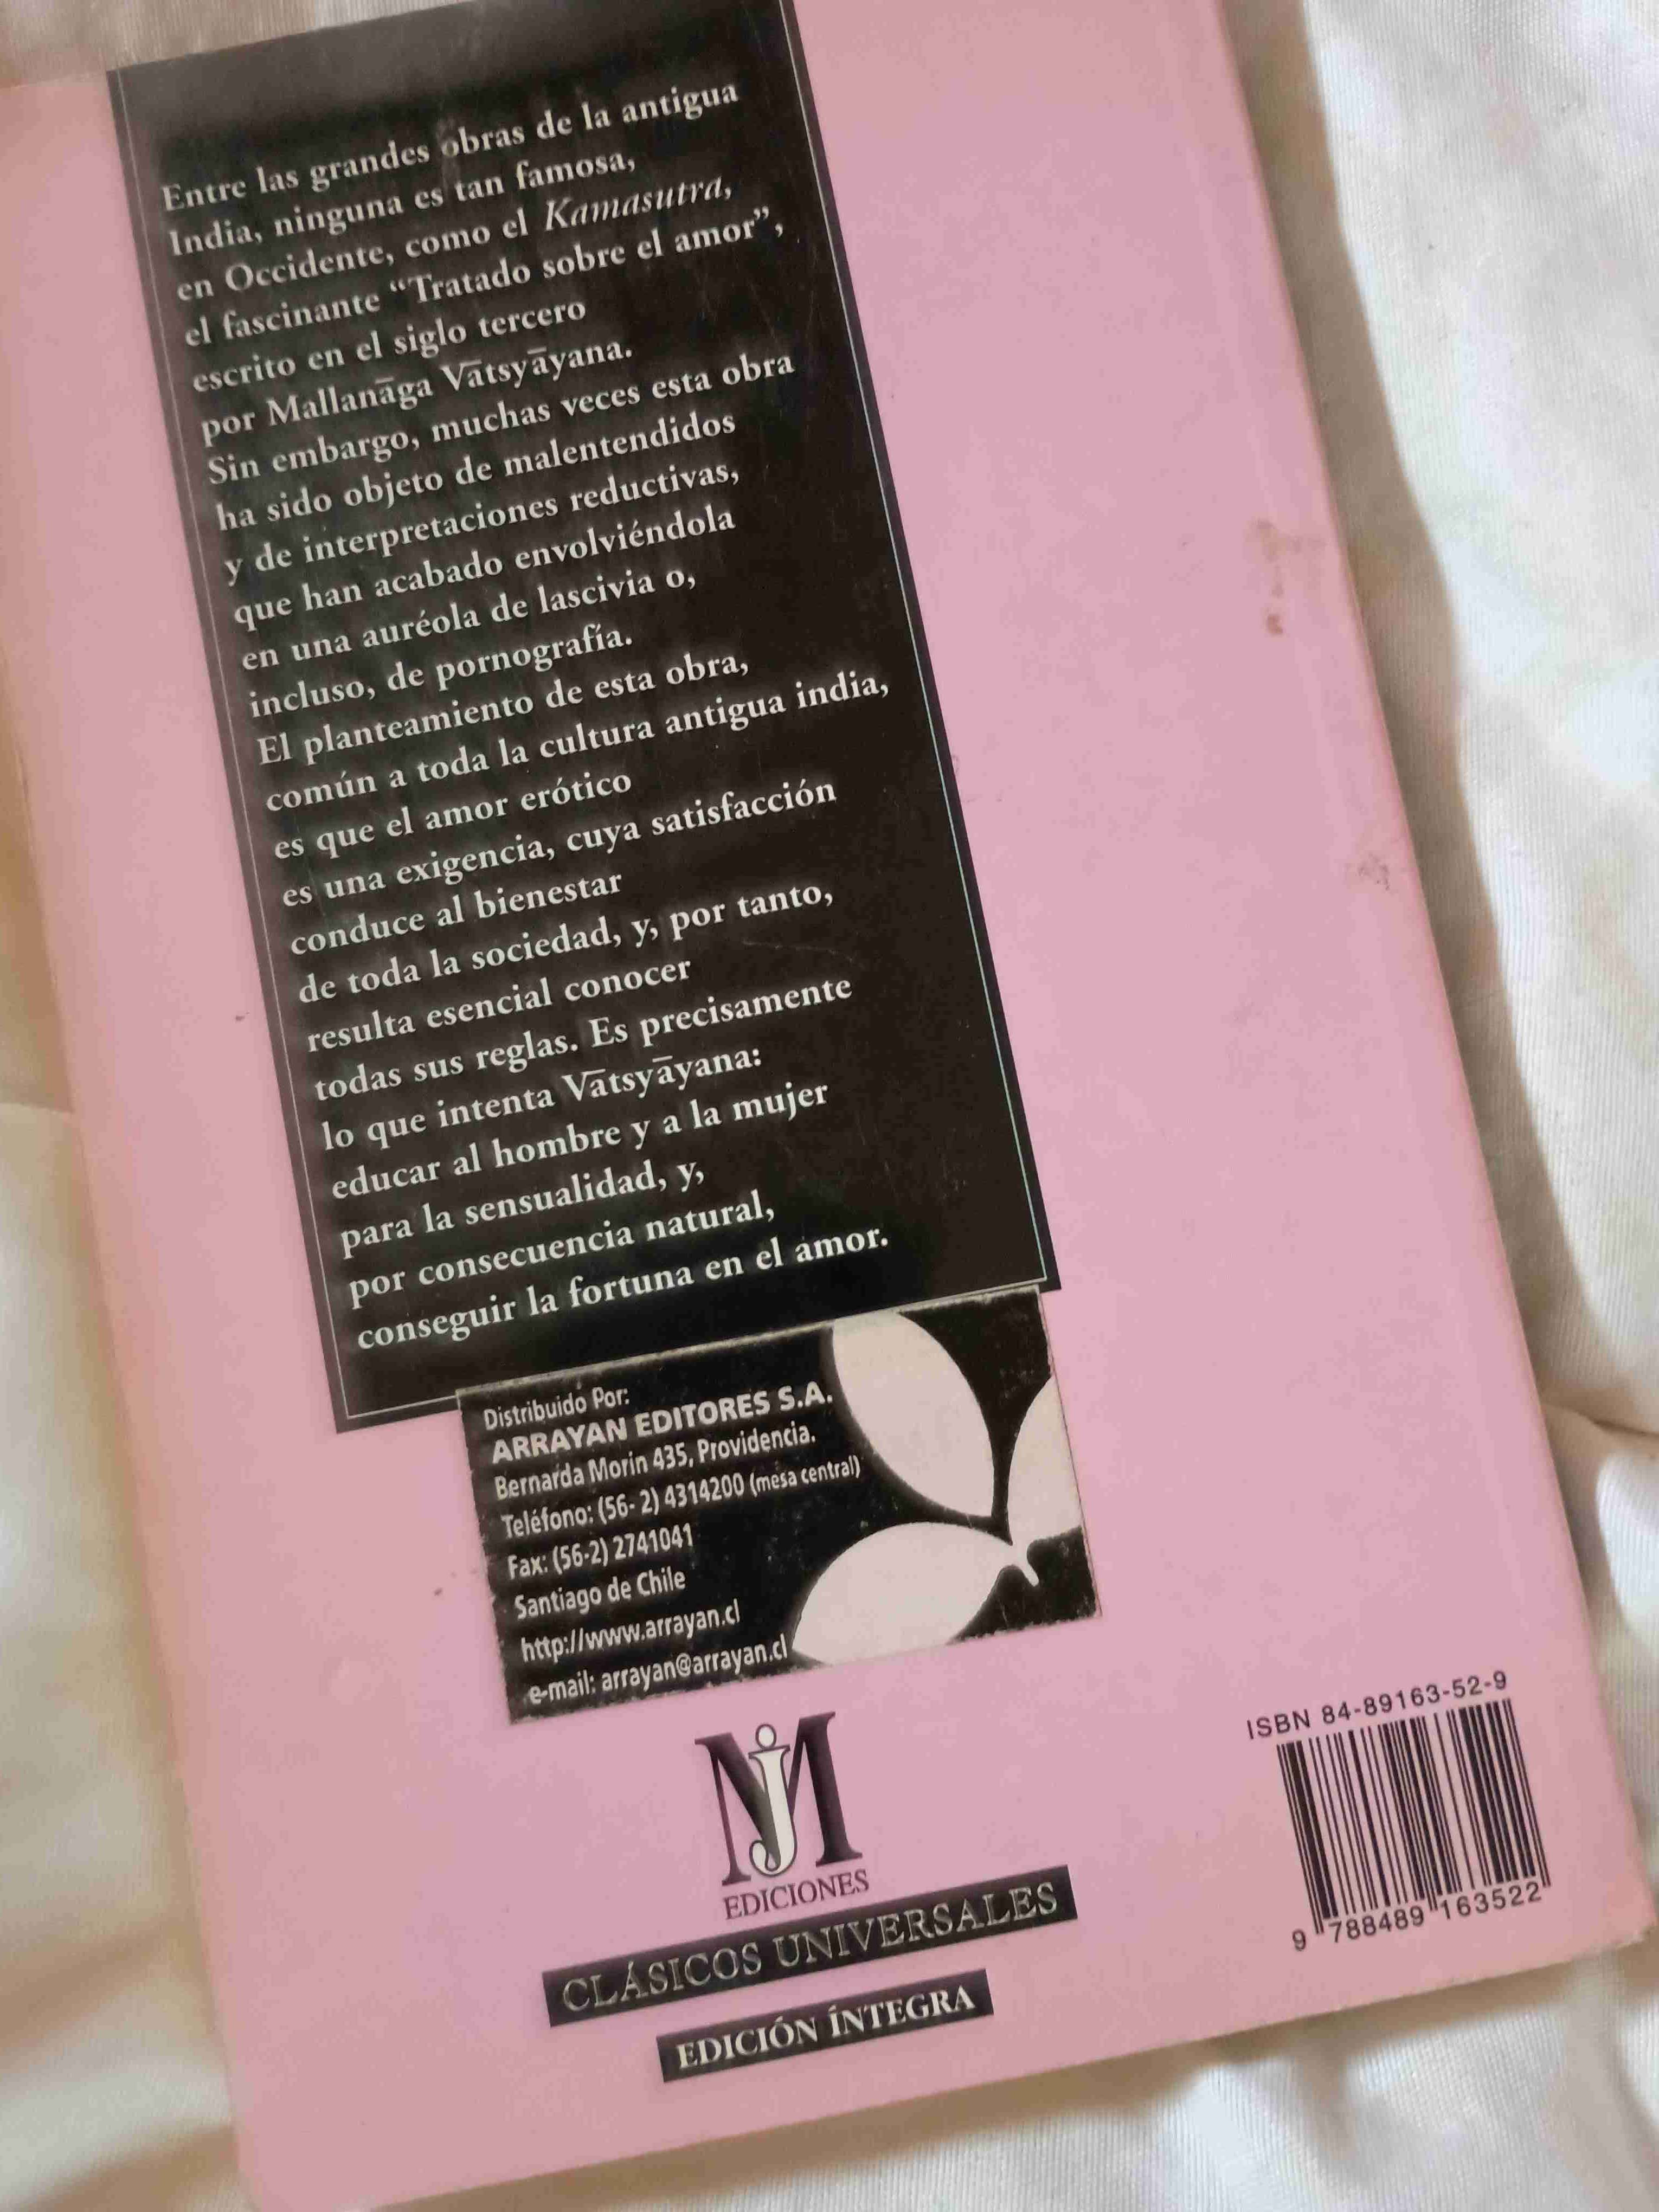 Entre las grandes obras de la antigua
India, ninguna es tan famosa,
en Occidente, como el Kamasutra,
el fascinante “Tratado sobre el amor”,
escrito en el siglo tercero
por Mallanāga Vātsyāyana.
Sin embargo, muchas veces esta obra
ha sido objeto de malentendidos
y de interpretaciones reductivas,
que han acabado envolviéndola
en una auréola de lascivia o,
incluso, de pornografía.
El planteamiento de esta obra,
común a toda la cultura antigua india,
es que el amor erótico
es una exigencia, cuya satisfacción
conduce al bienestar
de toda la sociedad, y, por tanto,
resulta esencial conocer
todas sus reglas. Es precisamente
lo que intenta Vātsyāyana:
educar al hombre y a la mujer
para la sensualidad, y,
por consecuencia natural,
conseguir la fortuna en el amor.
Distribuido Por:
ARRAYAN EDITORES S.A.
Bernarda Morin 435, Providencia.
Teléfono: (56- 2) 4314200 (mesa central)
Fax: (56-2) 2741041
Santiago de Chile
http://www.arrayan.cl
e-mail: arrayan@arrayan.cl
MJ
EDICIONES
CLÁSICOS UNIVERSALES
EDICIÓN ÍNTEGRA
ISBN 84-89163-52-9
9 788489 163522